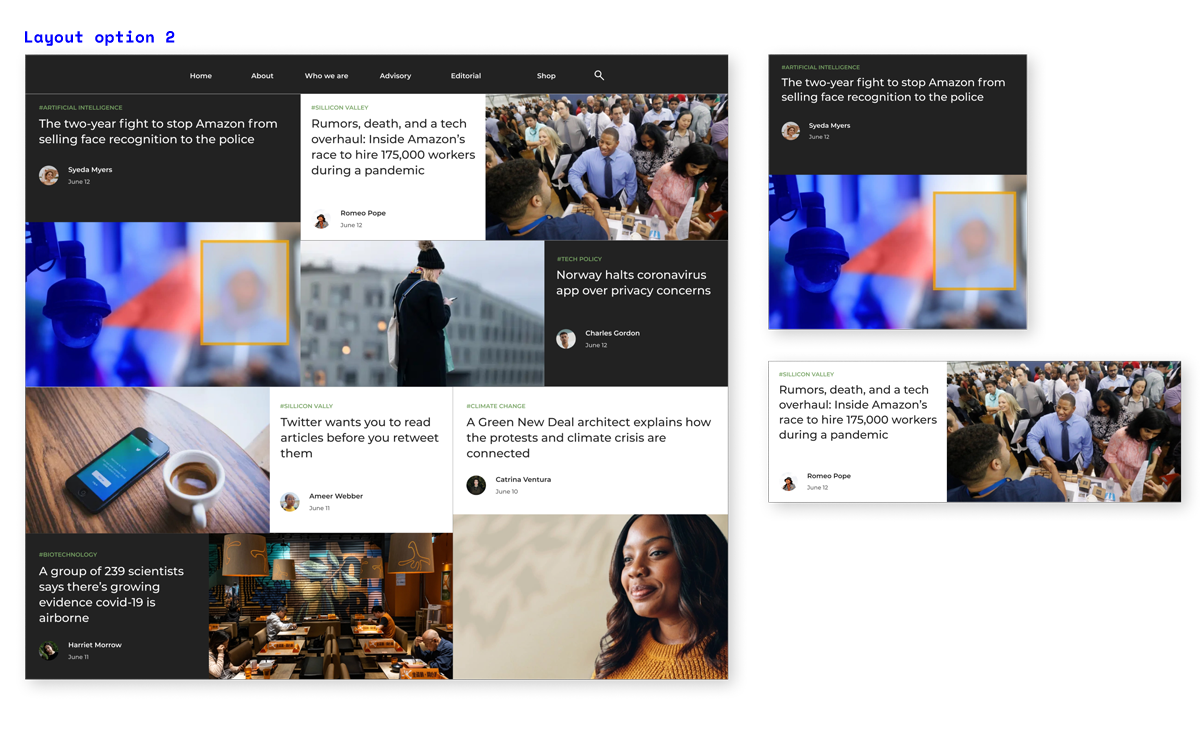 Layout option 2
Home About Who we are Advisory Editorial Shop
#ARTIFICIAL INTELLIGENCE
The two-year fight to stop Amazon from
selling face recognition to the police
Syeda Myers
June 12
#SILLICON VALLEY
Rumors, death, and a tech
overhaul: Inside Amazon's
race to hire 175,000 workers
during a pandemic
Romeo Pope
June 12
#TECH POLICY
Norway halts coronavirus
app over privacy concerns
Charles Gordon
June 12
#SILLICON VALLY
Twitter wants you to read
articles before you retweet
them
Ameer Webber
June 11
#CLIMATE CHANGE
A Green New Deal architect explains how
the protests and climate crisis are
connected
Catrina Ventura
June 10
#BIOTECHNOLOGY
A group of 239 scientists
says there's growing
evidence covid-19 is
airborne
Harriet Morrow
June 11
#ARTIFICIAL INTELLIGENCE
The two-year fight to stop Amazon from
selling face recognition to the police
Syeda Myers
June 12
#SILLICON VALLEY
Rumors, death, and a tech
overhaul: Inside Amazon's
race to hire 175,000 workers
during a pandemic
Romeo Pope
June 12